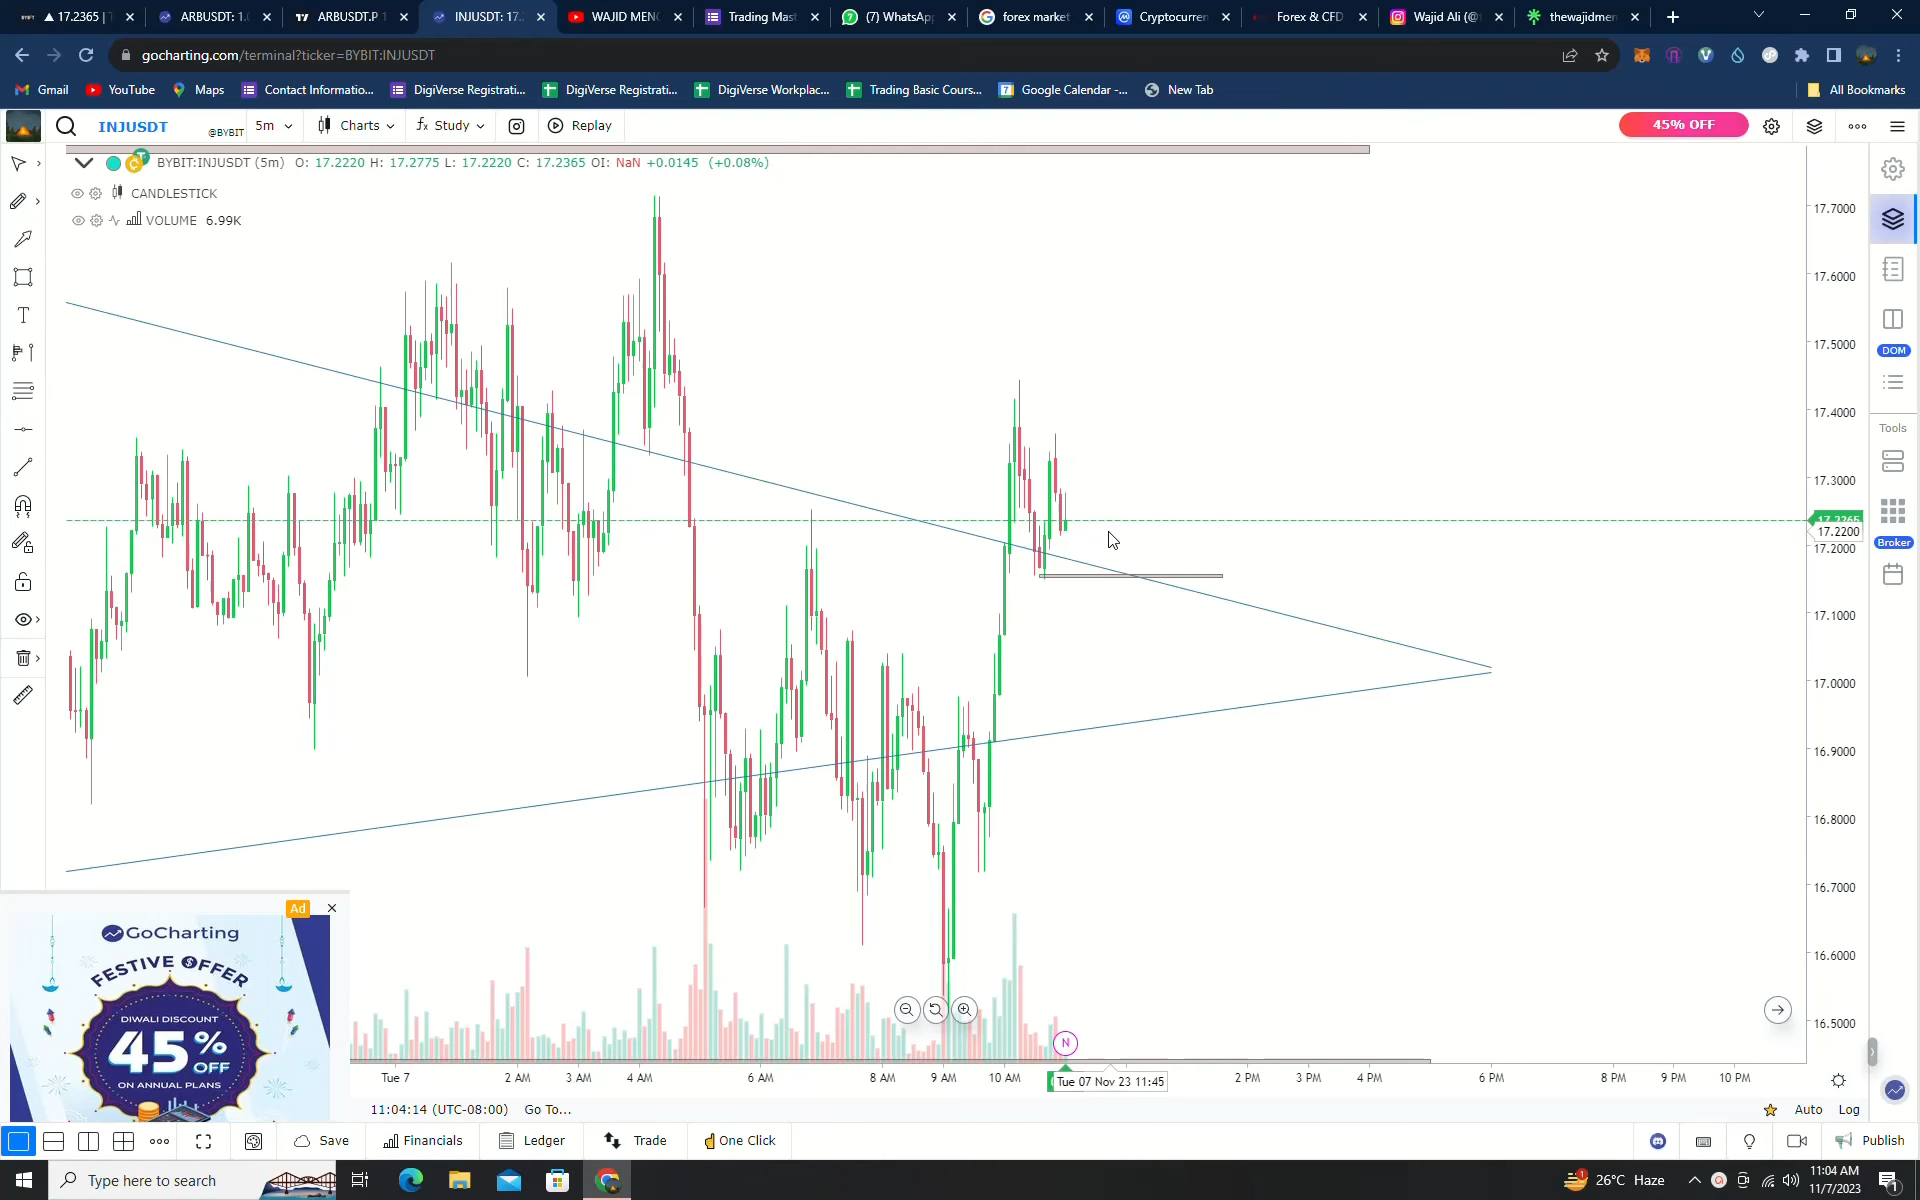 17.2365 | T
ARBUSDT: 1.0
ARBUSDT.P 1
INJUSDT: 17.
WAJID MENG
Trading Mast
(7) WhatsApp
forex market
Cryptocurren
Forex & CFD
Wajid Ali (@t
thewajidmen
gocharting.com/terminal?ticker=BYBIT:INJUSDT
Gmail
YouTube
Maps
Contact Informatio...
DigiVerse Registrati...
DigiVerse Registrati...
DigiVerse Workplac...
Trading Basic Cours...
Google Calendar -...
New Tab
All Bookmarks
INJUSDT
@BYBIT
5m
Charts
Study
Replay
45% OFF
BYBIT:INJUSDT (5m) O: 17.2220 H: 17.2775 L: 17.2220 C: 17.2365 OI: NaN +0.0145 (+0.08%)
CANDLESTICK
VOLUME 6.99K
17.7000
17.6000
17.5000
17.4000
17.3000
17.2365
17.2200
17.2000
17.1000
17.0000
16.9000
16.8000
16.7000
16.6000
16.5000
DOM
Tools
Broker
Ad
GoCharting
FESTIVE OFFER
DIWALI DISCOUNT
45%
OFF
ON ANNUAL PLANS
N
Tue 7
2 AM
3 AM
4 AM
6 AM
8 AM
9 AM
10 AM
Tue 07 Nov 23 11:45
2 PM
3 PM
4 PM
6 PM
8 PM
9 PM
10 PM
11:04:14 (UTC-08:00)
Go To...
Auto
Log
Save
Financials
Ledger
Trade
One Click
Publish
Type here to search
26°C Haze
11:04 AM
11/7/2023